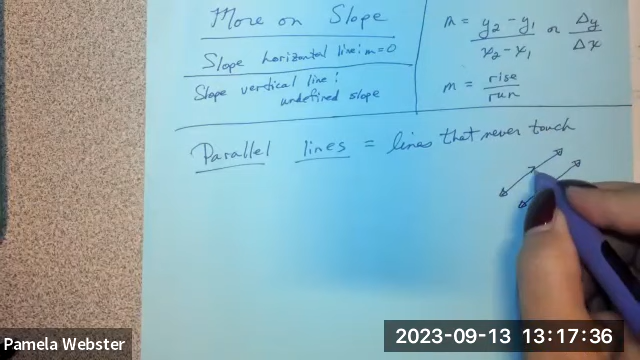 More on Slope
Slope horizontal line: m=0
Slope vertical line:
undefined slope
m = y₂ - y₁ / x₂ - x₁ or Δy / Δx
m = rise / run
Parallel lines = lines that never touch
Pamela Webster
2023-09-13 13:17:36